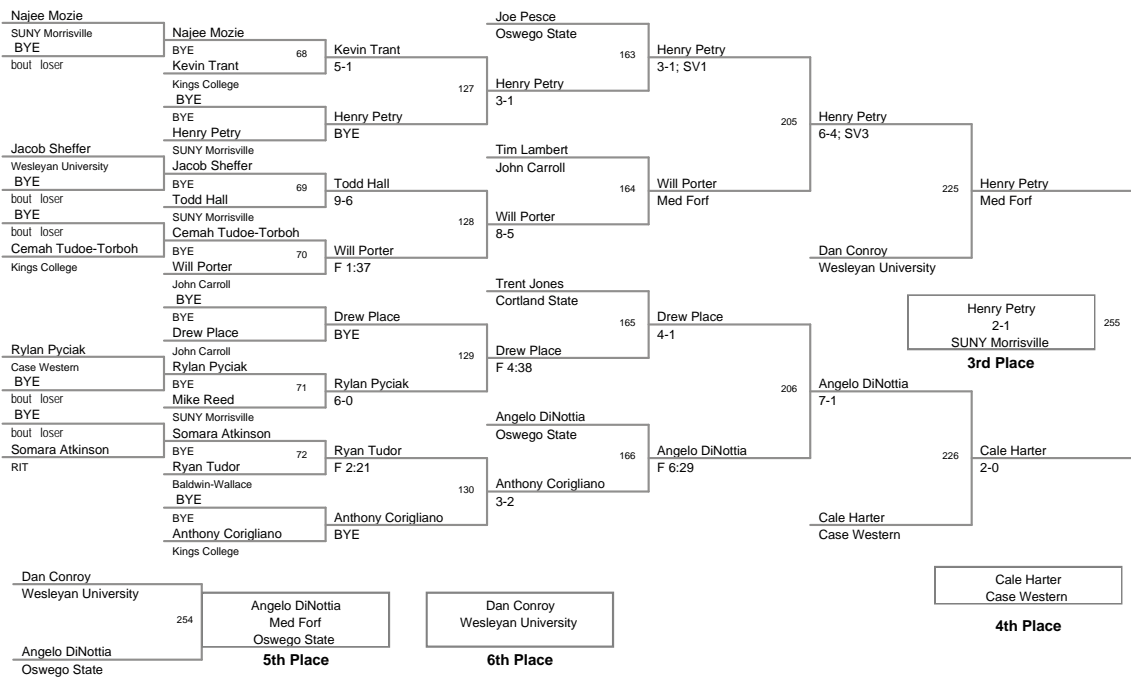 Najee Mozie
SUNY Morrisville
BYE
bout loser
Jacob Sheffer
Wesleyan University
BYE
bout loser
BYE
bout loser
Cemah Tudoe-Torboh
Kings College
Rylan Pyciak
Case Western
BYE
bout loser
BYE
bout loser
Somara Atkinson
RIT
Najee Mozie
BYE
68
Kevin Trant
Kings College
BYE
BYE
Henry Petry
SUNY Morrisville
Jacob Sheffer
BYE
69
Todd Hall
SUNY Morrisville
Cemah Tudoe-Torboh
BYE
70
Will Porter
John Carroll
BYE
BYE
Drew Place
John Carroll
Rylan Pyciak
BYE
71
Mike Reed
SUNY Morrisville
Somara Atkinson
BYE
72
Ryan Tudor
Baldwin-Wallace
BYE
BYE
Anthony Corigliano
Kings College
Kevin Trant
5-1
127
Henry Petry
BYE
Todd Hall
9-6
128
Will Porter
F 1:37
Drew Place
BYE
129
Rylan Pyciak
6-0
Ryan Tudor
F 2:21
130
Anthony Corigliano
BYE
Joe Pesce
Oswego State
163
Henry Petry
3-1
Tim Lambert
John Carroll
164
Will Porter
8-5
Trent Jones
Cortland State
165
Drew Place
F 4:38
Angelo DiNottia
Oswego State
166
Anthony Corigliano
3-2
Henry Petry
3-1; SV1
205
Will Porter
Med Forf
Drew Place
4-1
206
Angelo DiNottia
F 6:29
Henry Petry
6-4; SV3
225
Dan Conroy
Wesleyan University
Angelo DiNottia
7-1
226
Cale Harter
Case Western
Henry Petry
Med Forf
Henry Petry
2-1
SUNY Morrisville
255
3rd Place
Cale Harter
2-0
Cale Harter
Case Western
4th Place
Dan Conroy
Wesleyan University
254
Angelo DiNottia
Oswego State
Angelo DiNottia
Med Forf
Oswego State
5th Place
Dan Conroy
Wesleyan University
6th Place